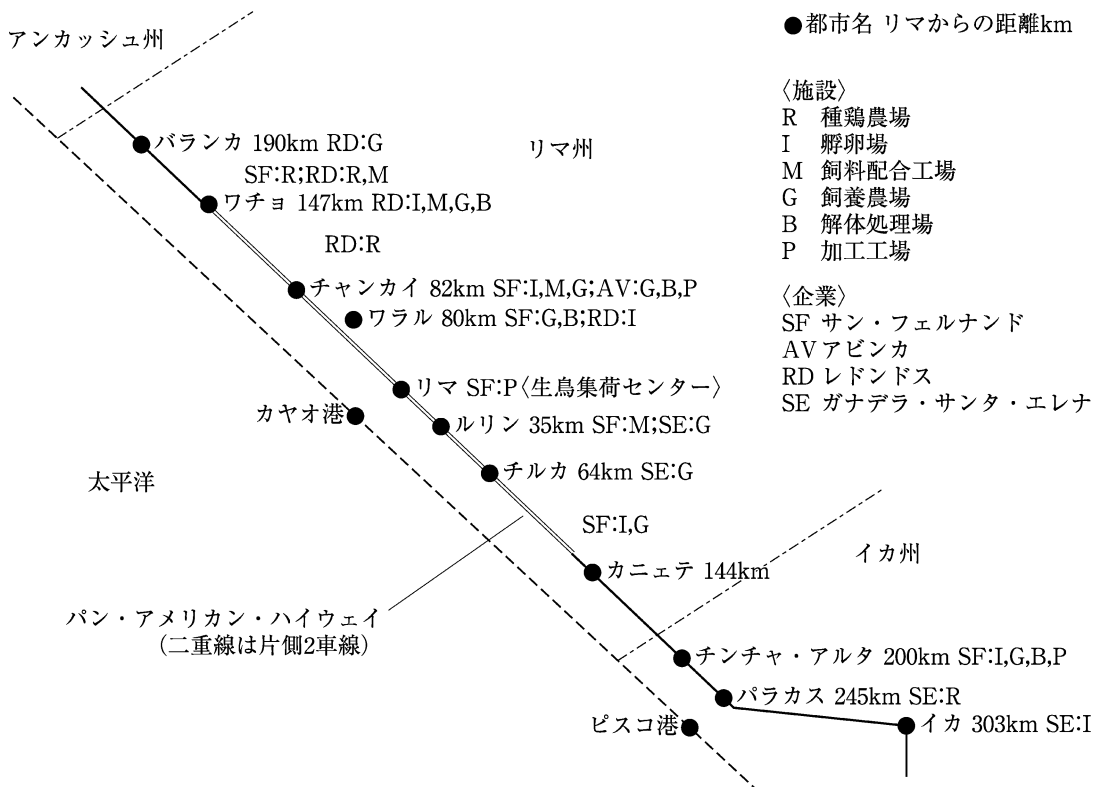 アンカッシュ州
●都市名 リマからの距離km
バランカ 190km RD:G
SF:R;RD:R,M
リマ州
ワチョ 147km RD:I,M,G,B
RD:R
チャンカイ 82km SF:I,M,G;AV:G,B,P
ワラル 80km SF:G,B;RD:I
リマ SF:P〈生鳥集荷センター〉
カヤオ港
ルリン 35km SF:M;SE:G
太平洋
チルカ 64km SE:G
SF:I,G
イカ州
カニェテ 144km
パン・アメリカン・ハイウェイ
(二重線は片側2車線)
チンチャ・アルタ 200km SF:I,G,B,P
パラカス 245km SE:R
ピスコ港
イカ 303km SE:I
〈施設〉
R 種鶏農場
I 孵卵場
M 飼料配合工場
G 飼養農場
B 解体処理場
P 加工工場
〈企業〉
SF サン・フェルナンド
AV アビンカ
RD レドンドス
SE ガナデラ・サンタ・エレナ